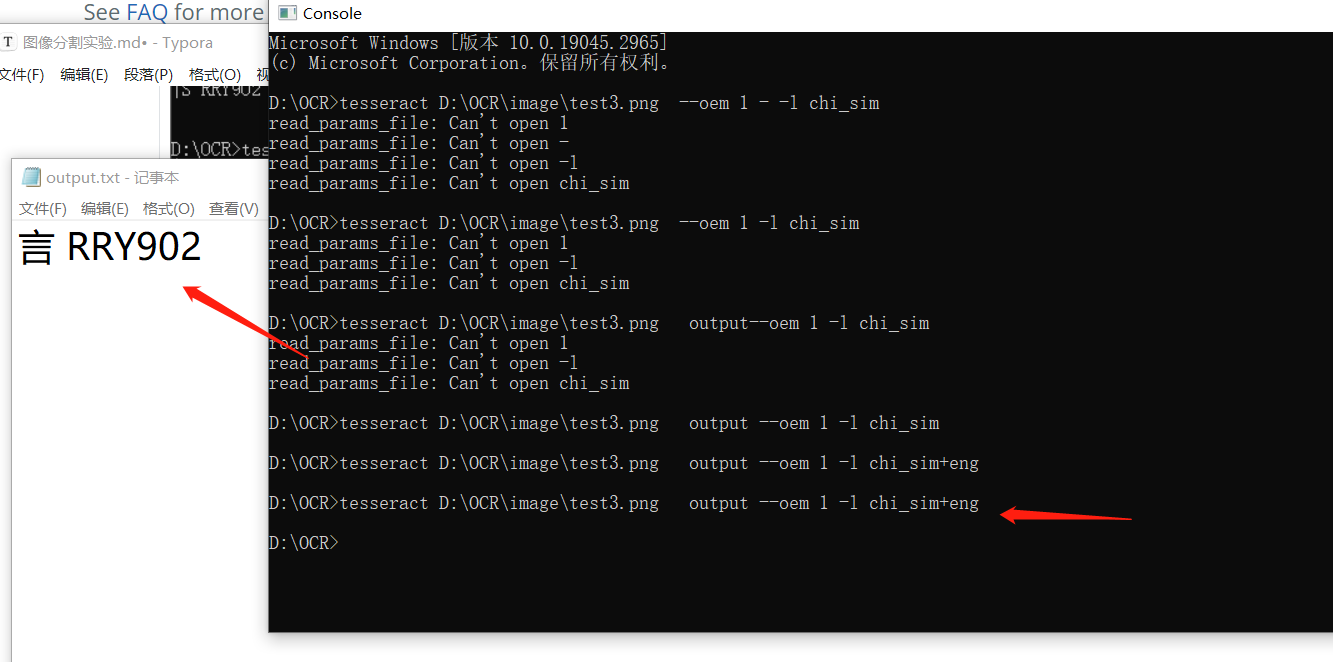 See FAQ for more
Console
图像分割实验.md• - Typora
文件(F) 编辑(E) 段落(P) 格式(O) 视
RRY902
D:\OCR>tes
output.txt - 记事本
文件(F) 编辑(E) 格式(O) 查看(V)
言 RRY902
Microsoft Windows [版本 10.0.19045.2965]
(c) Microsoft Corporation。保留所有权利。
D:\OCR>tesseract D:\OCR\image\test3.png  --oem 1 - -l chi_sim
read_params_file: Can't open 1
read_params_file: Can't open -
read_params_file: Can't open -l
read_params_file: Can't open chi_sim
D:\OCR>tesseract D:\OCR\image\test3.png  --oem 1 -l chi_sim
read_params_file: Can't open 1
read_params_file: Can't open -l
read_params_file: Can't open chi_sim
D:\OCR>tesseract D:\OCR\image\test3.png   output--oem 1 -l chi_sim
read_params_file: Can't open 1
read_params_file: Can't open -l
read_params_file: Can't open chi_sim
D:\OCR>tesseract D:\OCR\image\test3.png   output --oem 1 -l chi_sim
D:\OCR>tesseract D:\OCR\image\test3.png   output --oem 1 -l chi_sim+eng
D:\OCR>tesseract D:\OCR\image\test3.png   output --oem 1 -l chi_sim+eng
D:\OCR>